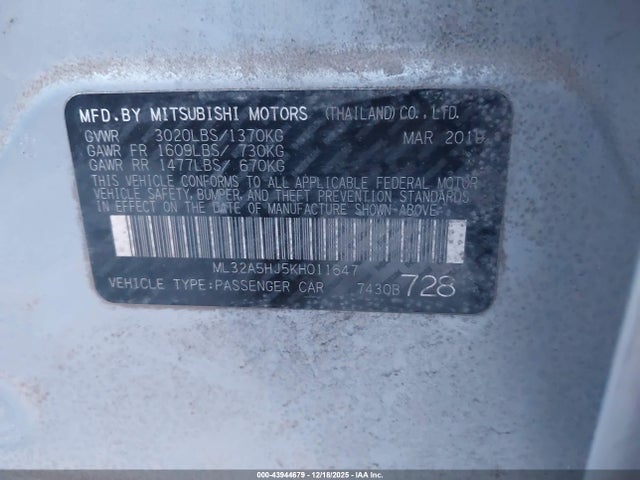 MFD.BY MITSUBISHI MOTORS (THAILAND)CO.,LTD.
GVWR 3020LBS/1370KG MAR 2019
GAWR FR 1609LBS/ 730KG
GAWR RR 1477LBS/ 670KG
THIS VEHICLE CONFORMS TO ALL APPLICABLE FEDERAL MOTOR
VEHICLE SAFETY, BUMPER, AND THEFT PREVENTION STANDARDS
IN EFFECT ON THE DATE OF MANUFACTURE SHOWN-ABOVE.
ML32A5HJ5KH011647
VEHICLE TYPE:PASSENGER CAR 7430B 728
000-43944679 | 12/18/2025 | IAAI.COM